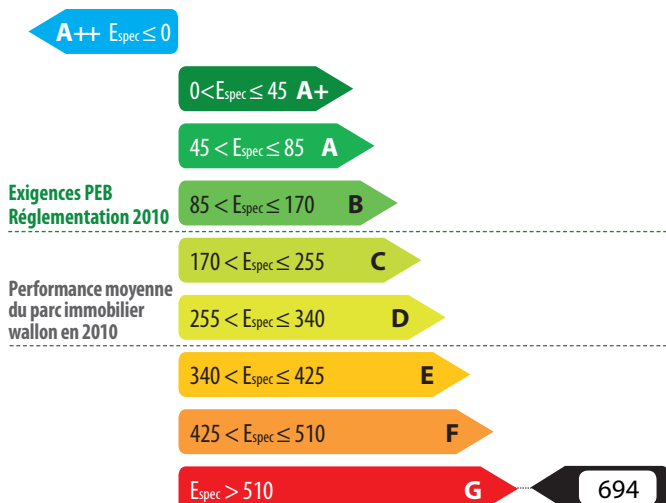 A++ Espec ≤ 0
0<Espec ≤ 45 A+
45 < Espec ≤ 85 A
Exigences PEB
Réglementation 2010
85 < Espec ≤ 170 B
170 < Espec ≤ 255 C
Performance moyenne
du parc immobilier
wallon en 2010
255 < Espec ≤ 340 D
340 < Espec ≤ 425 E
425 < Espec ≤ 510 F
Espec > 510 G 694